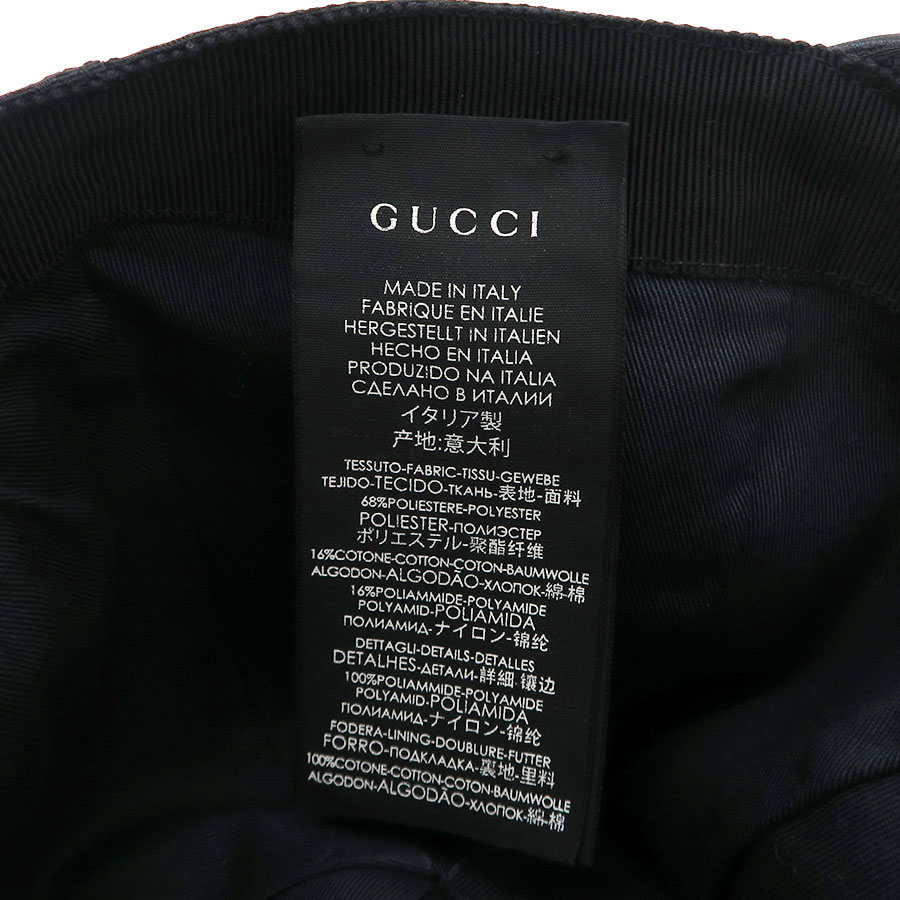 GUCCI
MADE IN ITALY
FABRIQUE EN ITALIE
HERGESTELLT IN ITALIEN
HECHO EN ITALIA
PRODUZIDO NA ITALIA
СДЕЛАНО В ИТАЛИИ
イタリア製
产地:意大利
TESSUTO-FABRIC-TISSU-GEWEBE
TEJIDO-TECIDO-ТКАНЬ-表地-面料
68%POLIESTERE-POLYESTER
POLIESTER-ПОЛИЭСТЕР
ポリエステル-聚酯纤维
16%COTONE-COTTON-COTON-BAUMWOLLE
ALGODON-ALGODÃO-ХЛОПОК-綿-棉
16%POLIAMMIDE-POLYAMIDE
POLYAMID-POLIAMIDA
ПОЛИАМИД-ナイロン-锦纶
DETTAGLI-DETAILS-DETALLES
DETALHES-ДЕТАЛИ-詳細-镶边
100%POLIAMMIDE-POLYAMIDE
POLYAMID-POLIAMIDA
ПОЛИАМИД-ナイロン-锦纶
FODERA-LINING-DOUBLURE-FUTTER
FORRO-ПОДКЛАДКА-裏地-里料
100%COTONE-COTTON-COTON-BAUMWOLLE
ALGODON-ALGODÃO-ХЛОПОК-綿-棉